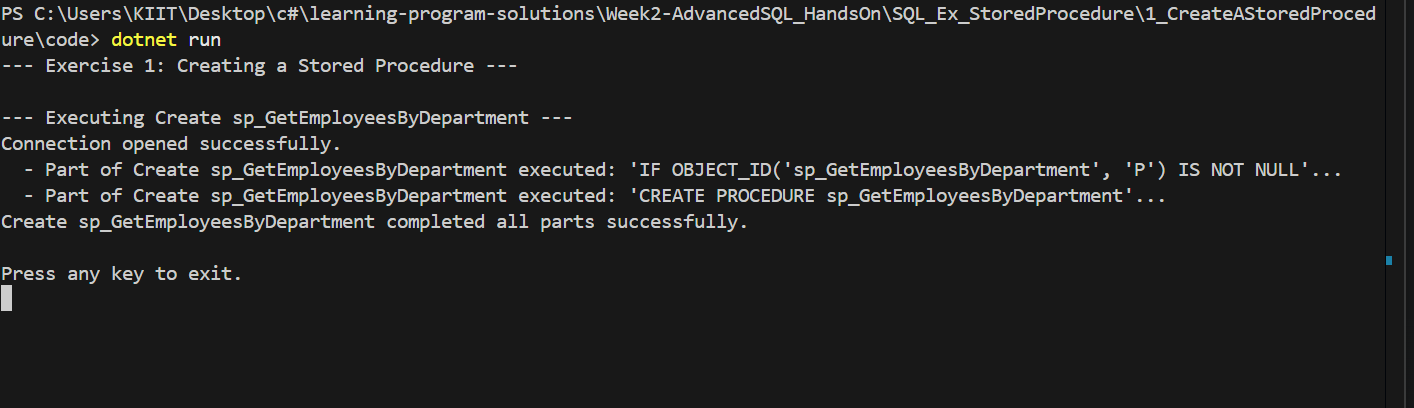 PS C:\Users\KIIT\Desktop\c#\learning-program-solutions\Week2-AdvancedSQL_HandsOn\SQL_Ex_StoredProcedure\1_CreateAStoredProced
ure\code> dotnet run
--- Exercise 1: Creating a Stored Procedure ---
--- Executing Create sp_GetEmployeesByDepartment ---
Connection opened successfully.
  - Part of Create sp_GetEmployeesByDepartment executed: 'IF OBJECT_ID('sp_GetEmployeesByDepartment', 'P') IS NOT NULL'...
  - Part of Create sp_GetEmployeesByDepartment executed: 'CREATE PROCEDURE sp_GetEmployeesByDepartment'...
Create sp_GetEmployeesByDepartment completed all parts successfully.
Press any key to exit.